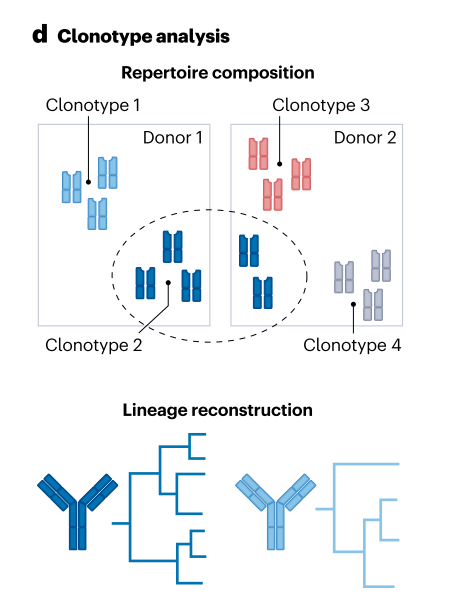 d Clonotype analysis
Repertoire composition
Clonotype 1
Clonotype 3
Donor 1
Donor 2
Clonotype 2
Clonotype 4
Lineage reconstruction